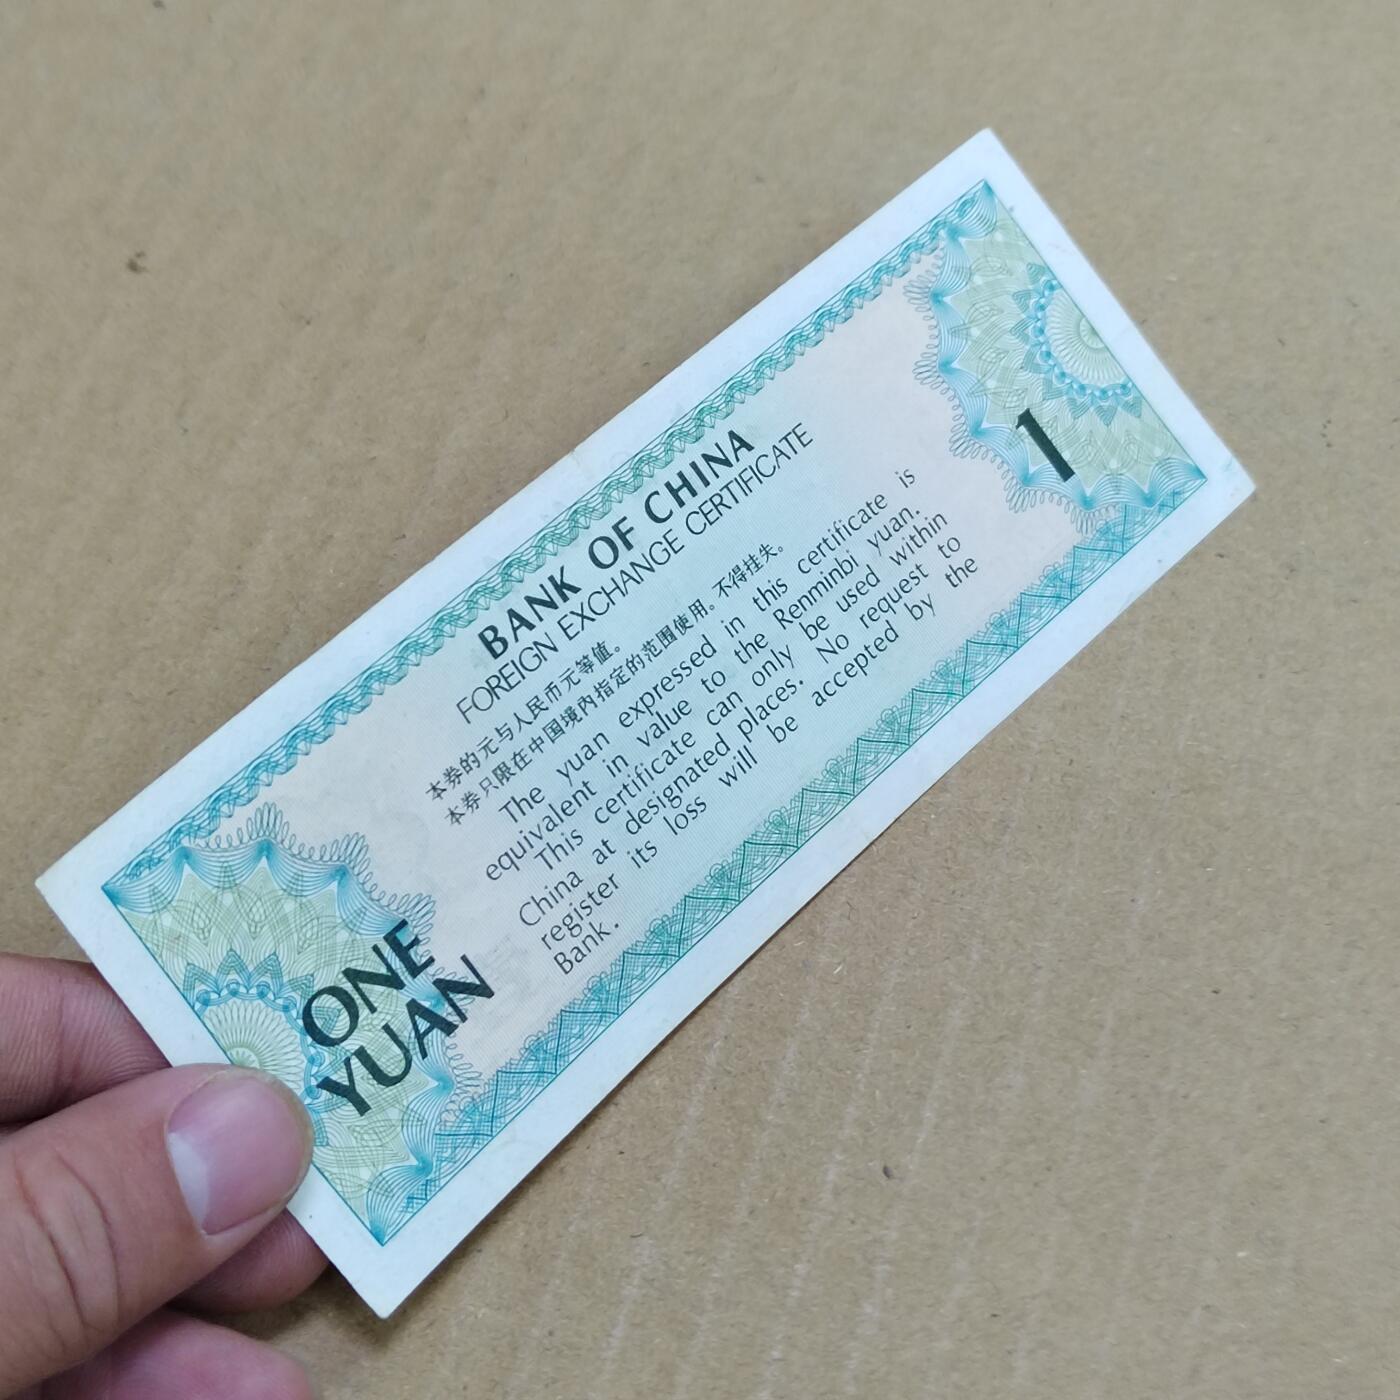 BANK OF CHINA
FOREIGN EXCHANGE CERTIFICATE
本券的元与人民币元等值。
本券只限在中国境内指定的范围使用。不得挂失。
The yuan expressed in this certificate is
equivalent in value to the Renminbi yuan.
This certificate can only be used within
China at designated places. No request to
register its loss will be accepted by the
Bank.
ONE
YUAN
1